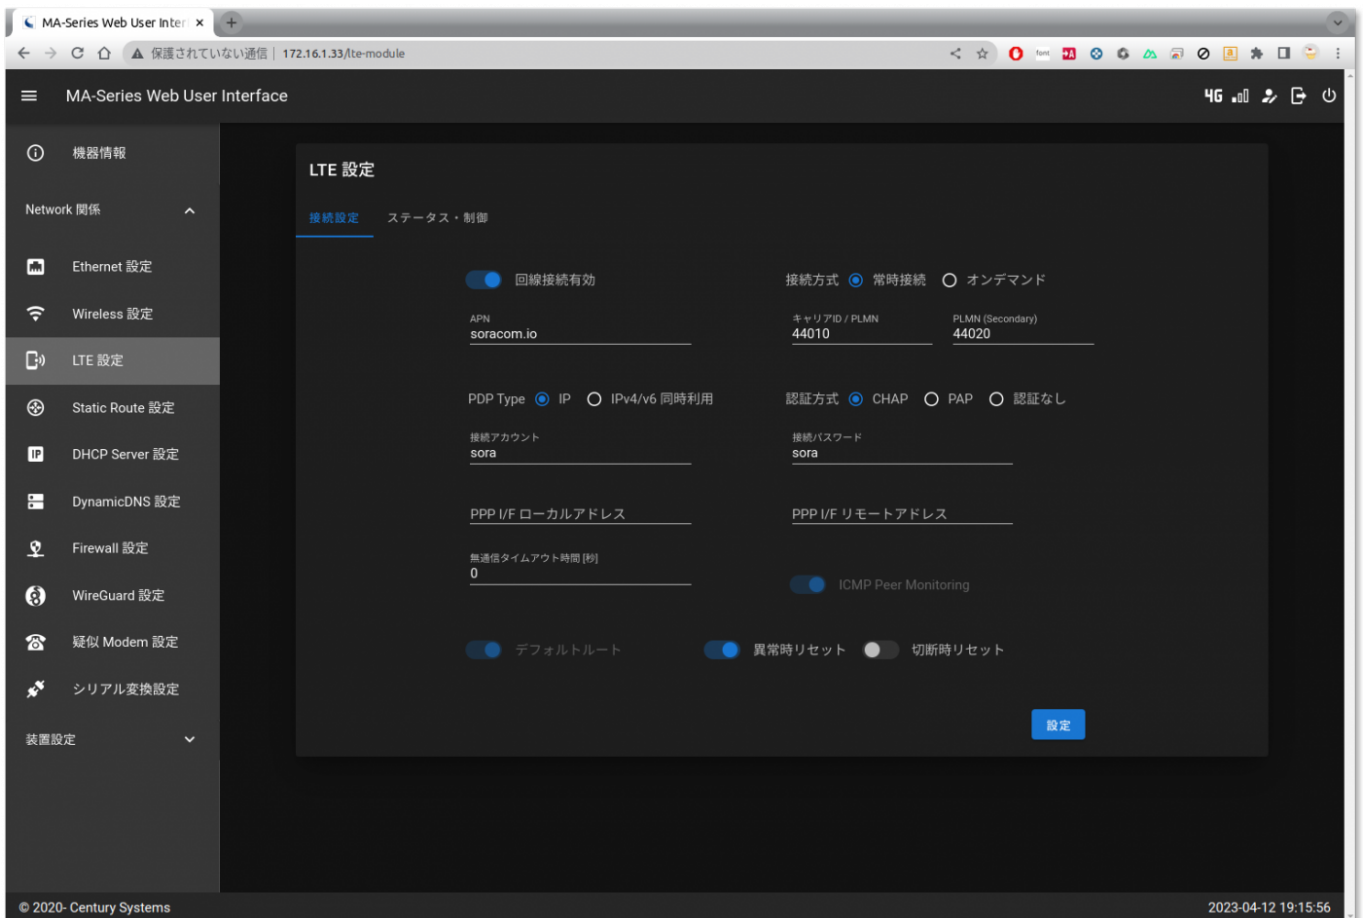 MA-Series Web User Inter
保護されていない通信 | 172.16.1.33/lte-module
MA-Series Web User Interface
4G
機器情報
Network 関係
Ethernet 設定
Wireless 設定
LTE 設定
Static Route 設定
IP
DHCP Server 設定
DynamicDNS 設定
Firewall 設定
WireGuard 設定
疑似 Modem 設定
シリアル変換設定
装置設定
LTE 設定
接続設定 ステータス・制御
回線接続有効 接続方式 常時接続 オンデマンド
APN キャリアID / PLMN PLMN (Secondary)
soracom.io 44010 44020
PDP Type IP IPv4/v6 同時利用 認証方式 CHAP PAP 認証なし
接続アカウント 接続パスワード
sora sora
PPP I/F ローカルアドレス PPP I/F リモートアドレス
無通信タイムアウト時間 [秒]
0
ICMP Peer Monitoring
デフォルトルート 異常時リセット 切断時リセット
設定
© 2020- Century Systems 2023-04-12 19:15:56